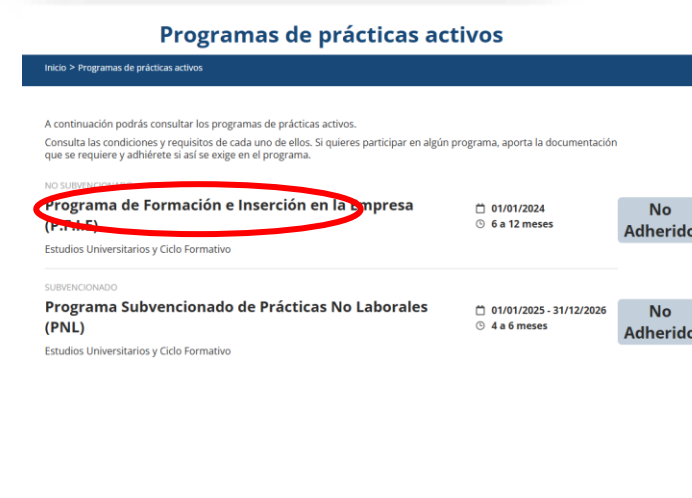 Programas de prácticas activos
Inicio > Programas de prácticas activos
A continuación podrás consultar los programas de prácticas activos.
Consulta las condiciones y requisitos de cada uno de ellos. Si quieres participar en algún programa, aporta la documentación
que se requiere y adhiérete si así se exige en el programa.
NO SUBVENCIONADO
Programa de Formación e Inserción en la Empresa
(P.F.I.E)
01/01/2024
6 a 12 meses
No
Adherido
Estudios Universitarios y Ciclo Formativo
SUBVENCIONADO
Programa Subvencionado de Prácticas No Laborales
(PNL)
01/01/2025 - 31/12/2026
4 a 6 meses
No
Adherido
Estudios Universitarios y Ciclo Formativo